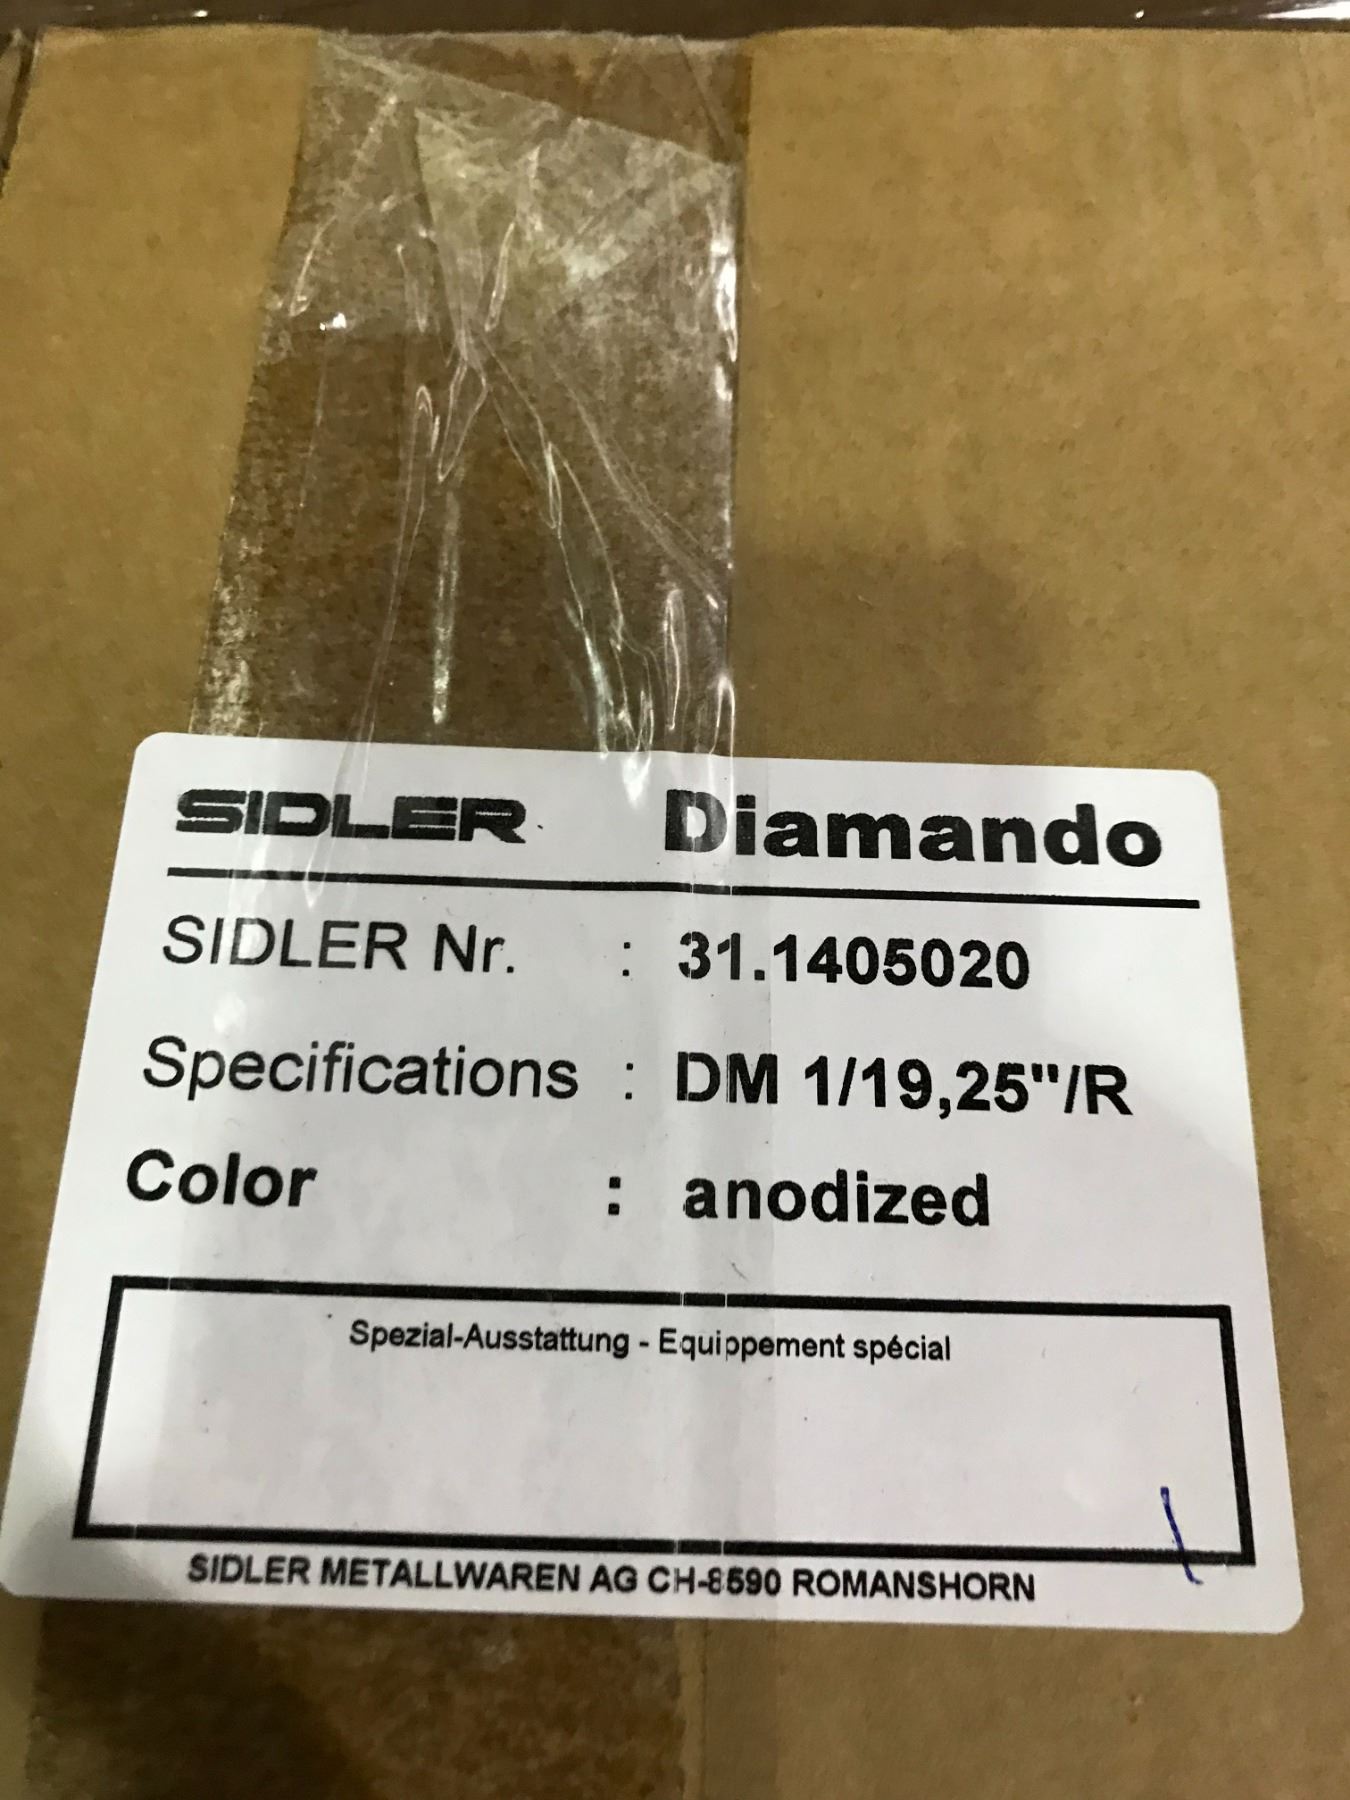 SIDLER Diamando
SIDLER Nr. : 31.1405020
Specifications : DM 1/19,25"/R
Color : anodized
Spezial-Ausstattung - Equippement spécial
SIDLER METALLWAREN AG CH-8590 ROMANSHORN